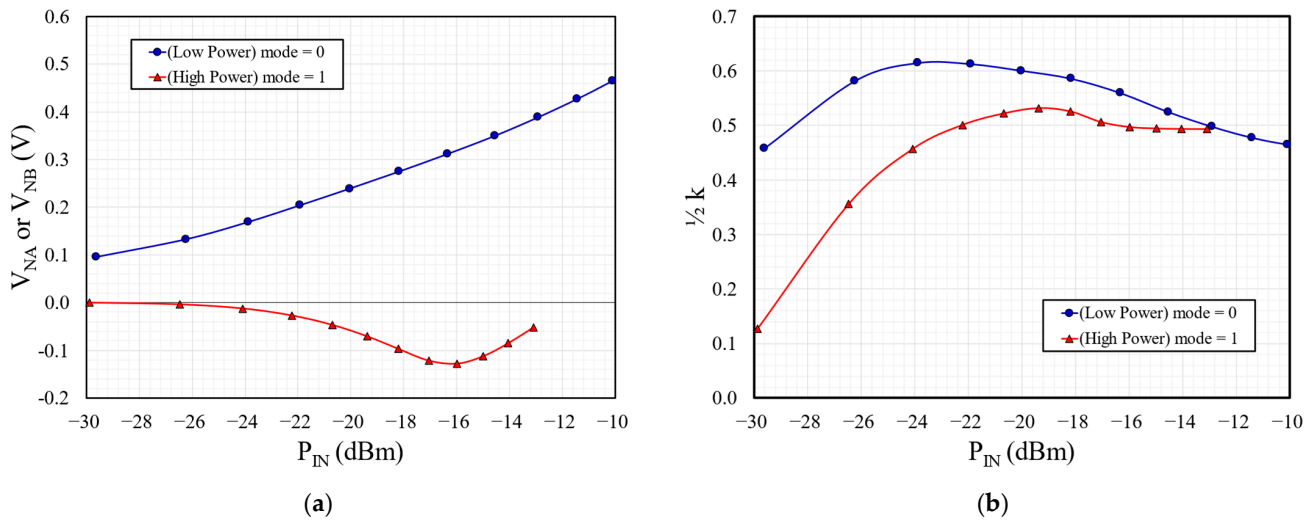 0.6
0.5
0.4
0.3
0.2
0.1
0.0
-0.1
-0.2
V_NA or V_NB (V)
(Low Power) mode = 0
(High Power) mode = 1
−30 −28 −26 −24 −22 −20 −18 −16 −14 −12 −10
P_IN (dBm)
(a)
0.7
0.6
0.5
0.4
0.3
0.2
0.1
0.0
½ k
(Low Power) mode = 0
(High Power) mode = 1
−30 −28 −26 −24 −22 −20 −18 −16 −14 −12 −10
P_IN (dBm)
(b)